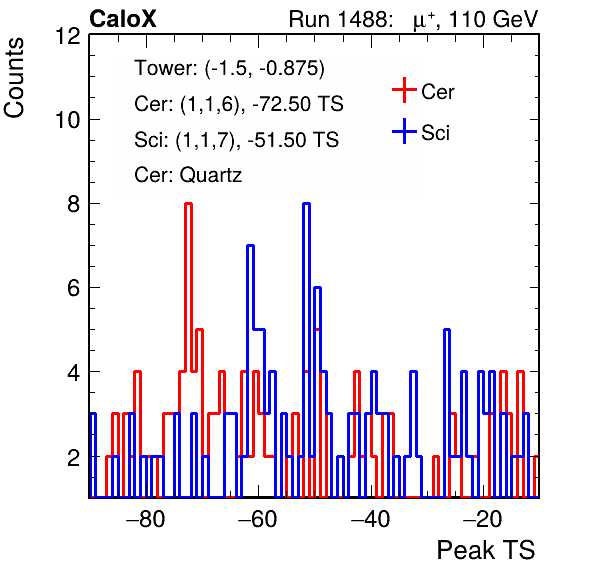 CaloX Run 1488: μ⁺, 110 GeV
Counts
12
10
8
6
4
2
Tower: (-1.5, -0.875)
Cer: (1,1,6), -72.50 TS
Sci: (1,1,7), -51.50 TS
Cer: Quartz
Cer
Sci
−80 −60 −40 −20
Peak TS